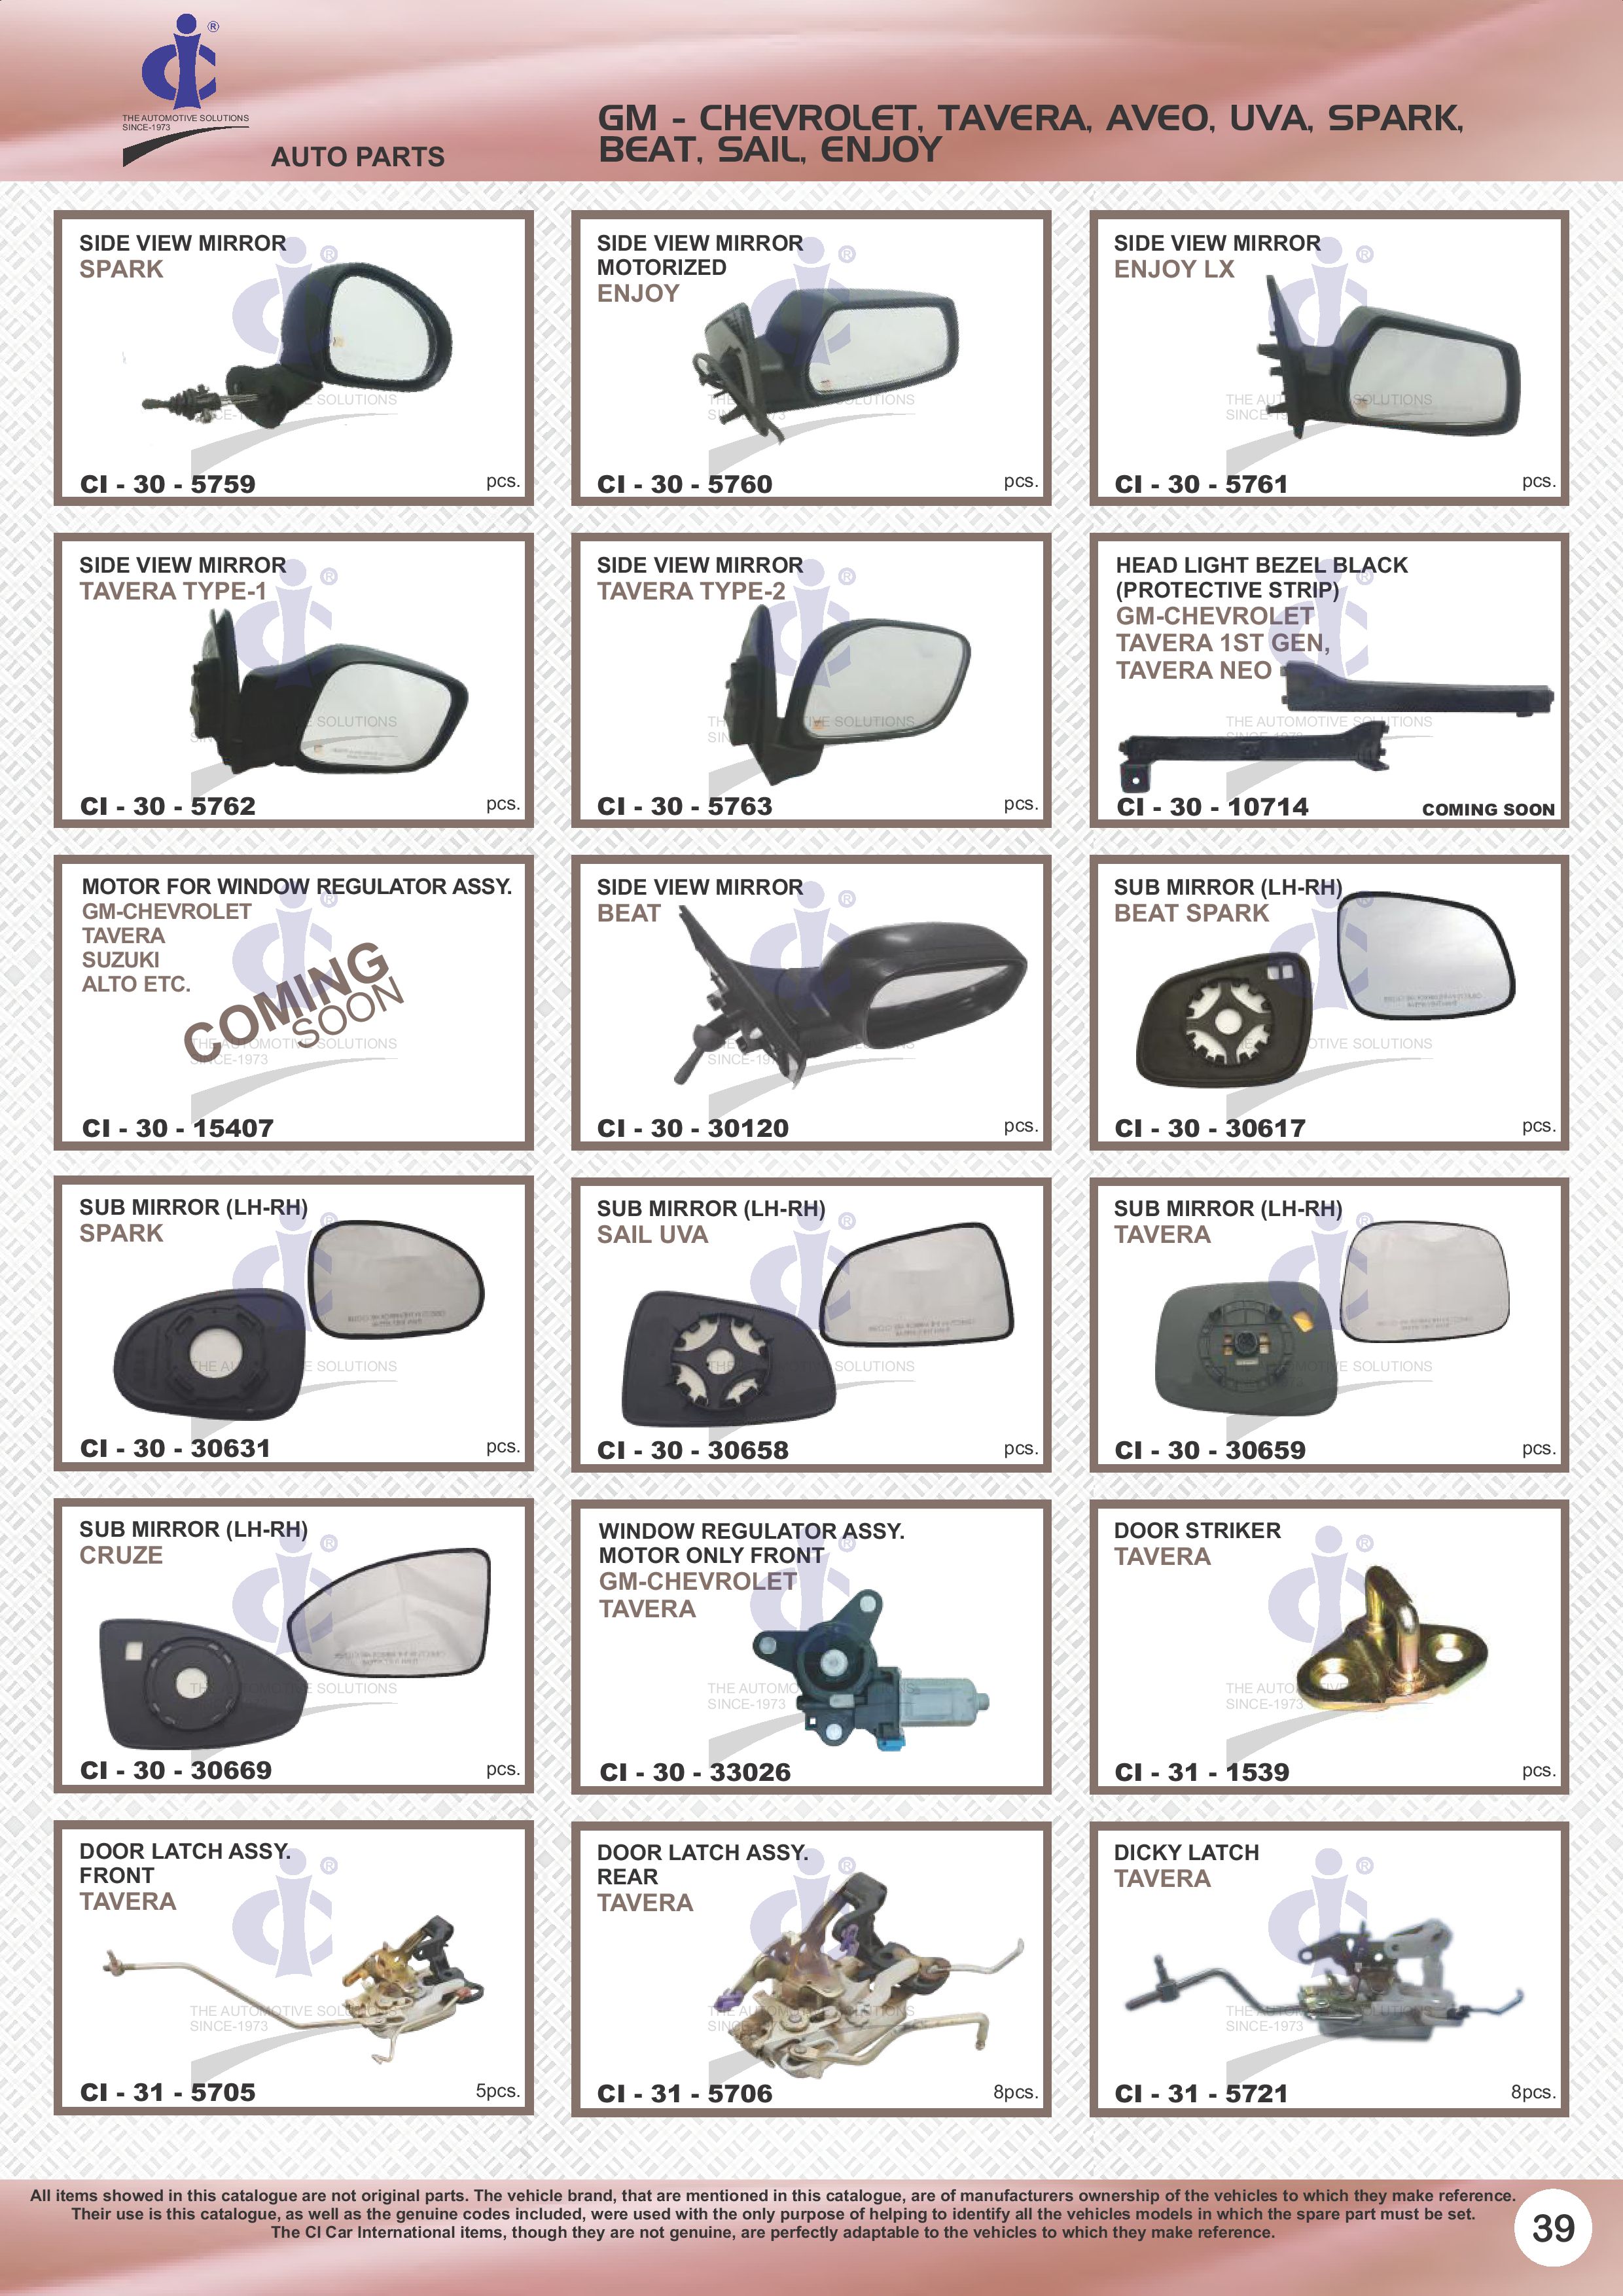 ®
THE AUTOMOTIVE SOLUTIONS
SINCE-1973
AUTO PARTS
GM - CHEVROLET, TAVERA, AVEO, UVA, SPARK,
BEAT, SAIL, ENJOY
SIDE VIEW MIRROR
SPARK
CI - 30 - 5759
pcs.
SIDE VIEW MIRROR
MOTORIZED
ENJOY
CI - 30 - 5760
pcs.
SIDE VIEW MIRROR
ENJOY LX
CI - 30 - 5761
pcs.
SIDE VIEW MIRROR
TAVERA TYPE-1
CI - 30 - 5762
pcs.
SIDE VIEW MIRROR
TAVERA TYPE-2
CI - 30 - 5763
pcs.
HEAD LIGHT BEZEL BLACK
(PROTECTIVE STRIP)
GM-CHEVROLET
TAVERA 1ST GEN,
TAVERA NEO
CI - 30 - 10714
COMING SOON
MOTOR FOR WINDOW REGULATOR ASSY.
GM-CHEVROLET
TAVERA
SUZUKI
ALTO ETC.
COMING
SOON
CI - 30 - 15407
SIDE VIEW MIRROR
BEAT
CI - 30 - 30120
pcs.
SUB MIRROR (LH-RH)
BEAT SPARK
CI - 30 - 30617
pcs.
SUB MIRROR (LH-RH)
SPARK
CI - 30 - 30631
pcs.
SUB MIRROR (LH-RH)
SAIL UVA
CI - 30 - 30658
pcs.
SUB MIRROR (LH-RH)
TAVERA
CI - 30 - 30659
pcs.
SUB MIRROR (LH-RH)
CRUZE
CI - 30 - 30669
pcs.
WINDOW REGULATOR ASSY.
MOTOR ONLY FRONT
GM-CHEVROLET
TAVERA
CI - 30 - 33026
DOOR STRIKER
TAVERA
CI - 31 - 1539
pcs.
DOOR LATCH ASSY.
FRONT
TAVERA
CI - 31 - 5705
5pcs.
DOOR LATCH ASSY.
REAR
TAVERA
CI - 31 - 5706
8pcs.
DICKY LATCH
TAVERA
CI - 31 - 5721
8pcs.
All items showed in this catalogue are not original parts. The vehicle brand, that are mentioned in this catalogue, are of manufacturers ownership of the vehicles to which they make reference.
Their use is this catalogue, as well as the genuine codes included, were used with the only purpose of helping to identify all the vehicles models in which the spare part must be set.
The CI Car International items, though they are not genuine, are perfectly adaptable to the vehicles to which they make reference.
39